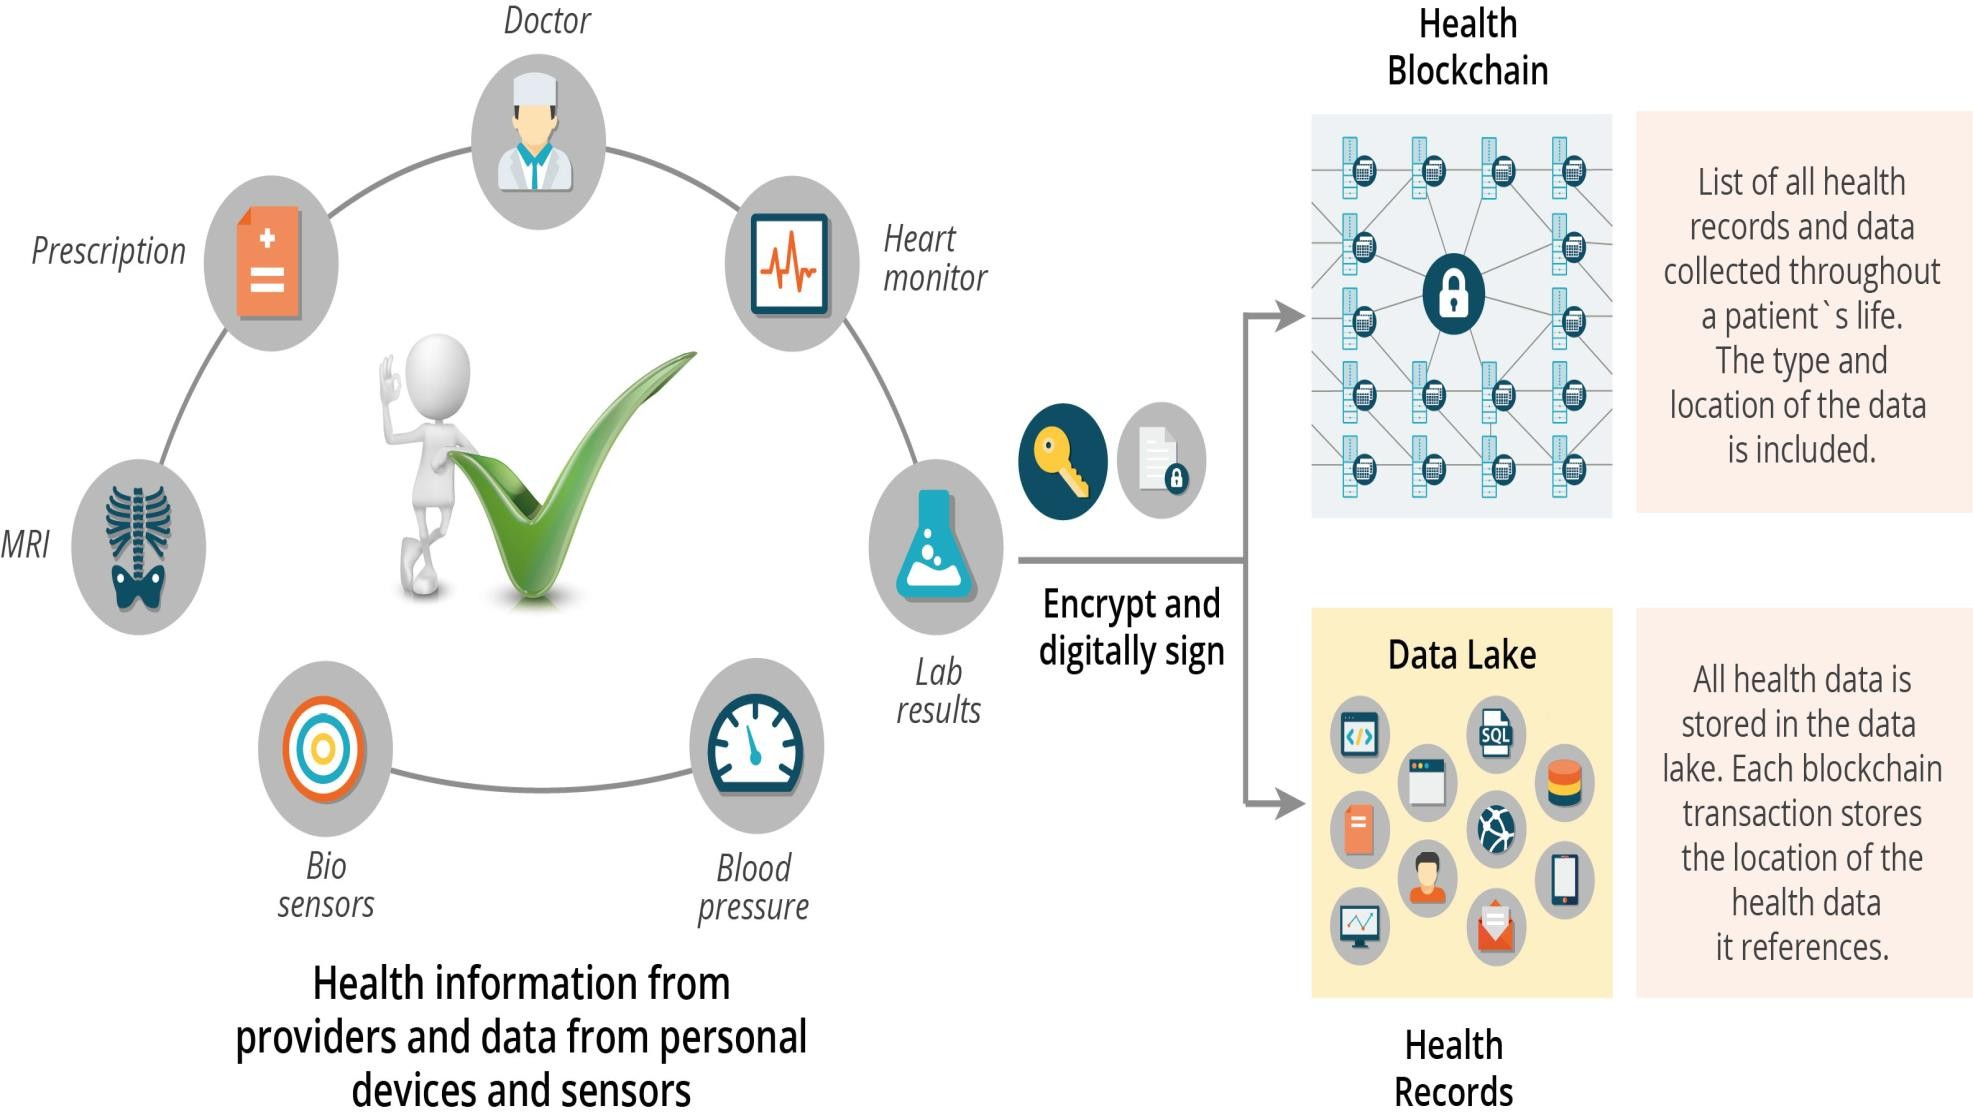 Doctor
Prescription
Heart
monitor
MRI
Lab
results
Bio
sensors
Blood
pressure
Health information from
providers and data from personal
devices and sensors
Encrypt and
digitally sign
Health
Blockchain
List of all health
records and data
collected throughout
a patient`s life.
The type and
location of the data
is included.
Data Lake
SQL
Health
Records
All health data is
stored in the data
lake. Each blockchain
transaction stores
the location of the
health data
it references.